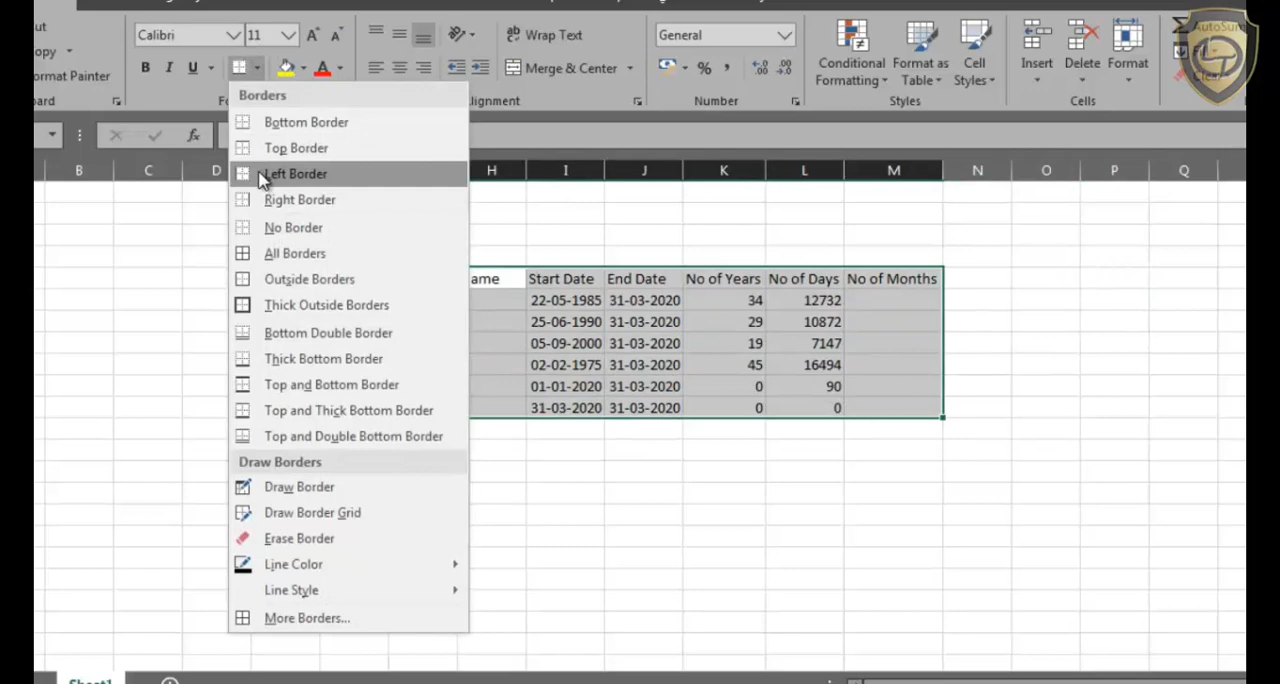 ut
Calibri
11
Wrap Text
General
AutoSum
opy
B I U
Merge & Center
%
Conditional Formatting
Format as Table
Cell Styles
Insert
Delete
Format
Fill
Clear
ormat Painter
ard
Fo
lignment
Number
Styles
Cells
fx
Borders
Bottom Border
Top Border
Left Border
Right Border
No Border
All Borders
Outside Borders
Thick Outside Borders
Bottom Double Border
Thick Bottom Border
Top and Bottom Border
Top and Thick Bottom Border
Top and Double Bottom Border
Draw Borders
Draw Border
Draw Border Grid
Erase Border
Line Color
Line Style
More Borders...
B C D H I J K L M N O P Q
ame Start Date End Date No of Years No of Days No of Months
22-05-1985 31-03-2020 34 12732
25-06-1990 31-03-2020 29 10872
05-09-2000 31-03-2020 19 7147
02-02-1975 31-03-2020 45 16494
01-01-2020 31-03-2020 0 90
31-03-2020 31-03-2020 0 0
Sheet1